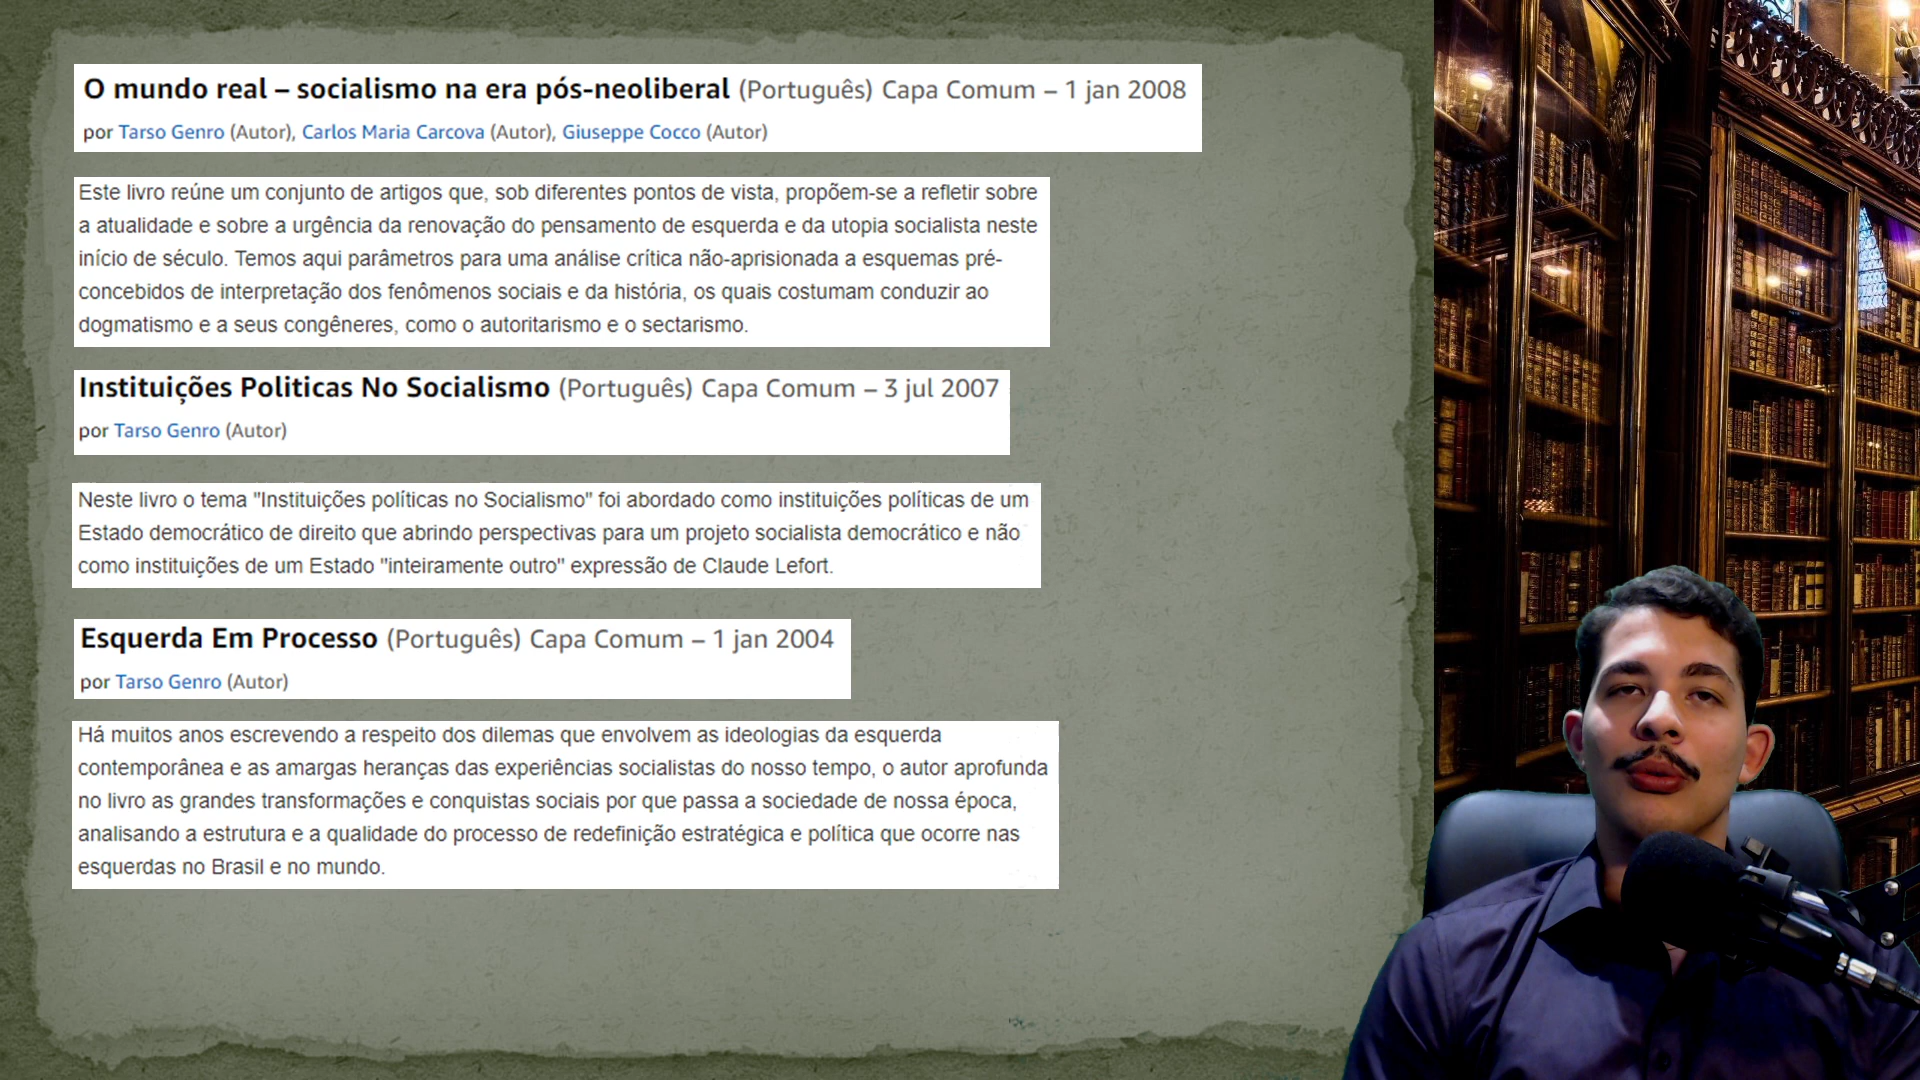 O mundo real – socialismo na era pós-neoliberal (Português) Capa Comum – 1 jan 2008
por Tarso Genro (Autor), Carlos Maria Carcova (Autor), Giuseppe Cocco (Autor)
Este livro reúne um conjunto de artigos que, sob diferentes pontos de vista, propõem-se a refletir sobre
a atualidade e sobre a urgência da renovação do pensamento de esquerda e da utopia socialista neste
início de século. Temos aqui parâmetros para uma análise crítica não-aprisionada a esquemas pré-
concebidos de interpretação dos fenômenos sociais e da história, os quais costumam conduzir ao
dogmatismo e a seus congêneres, como o autoritarismo e o sectarismo.
Instituições Politicas No Socialismo (Português) Capa Comum – 3 jul 2007
por Tarso Genro (Autor)
Neste livro o tema "Instituições políticas no Socialismo" foi abordado como instituições políticas de um
Estado democrático de direito que abrindo perspectivas para um projeto socialista democrático e não
como instituições de um Estado "inteiramente outro" expressão de Claude Lefort.
Esquerda Em Processo (Português) Capa Comum – 1 jan 2004
por Tarso Genro (Autor)
Há muitos anos escrevendo a respeito dos dilemas que envolvem as ideologias da esquerda
contemporânea e as amargas heranças das experiências socialistas do nosso tempo, o autor aprofunda
no livro as grandes transformações e conquistas sociais por que passa a sociedade de nossa época,
analisando a estrutura e a qualidade do processo de redefinição estratégica e política que ocorre nas
esquerdas no Brasil e no mundo.